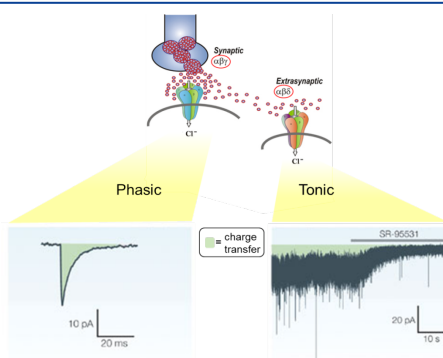 Synaptic
αβγ
Extrasynaptic
αβδ
Cl⁻
Cl⁻
Phasic
Tonic
= charge
transfer
SR-95531
10 pA
20 ms
20 pA
10 s